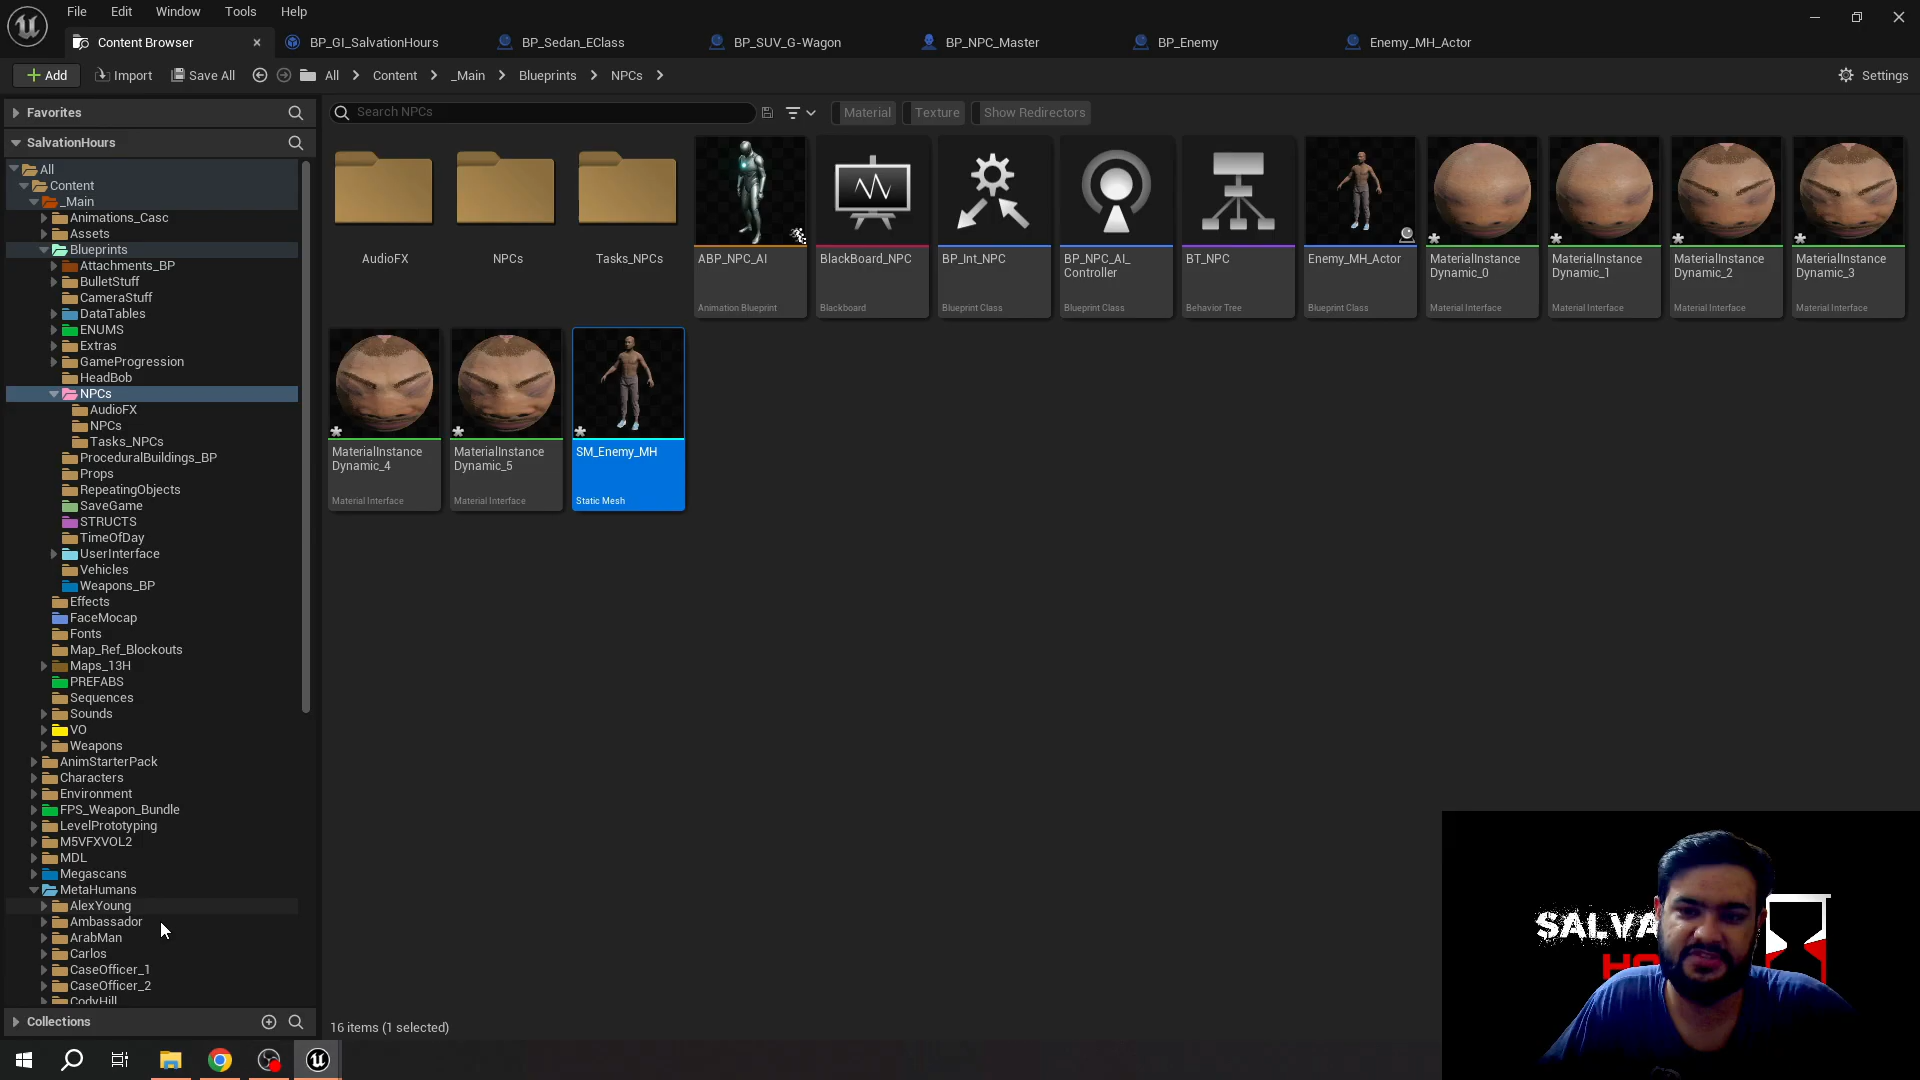 File Edit Window Tools Help
Content Browser BP_GI_SalvationHours BP_Sedan_EClass BP_SUV_G-Wagon BP_NPC_Master BP_Enemy Enemy_MH_Actor
Add Import Save All All Content _Main Blueprints NPCs Settings
Favorites
Search NPCs Material Texture Show Redirectors
SalvationHours
All
Content
_Main
Animations_Casc
Assets
Blueprints
Attachments_BP
BulletStuff
CameraStuff
DataTables
ENUMS
Extras
GameProgression
HeadBob
NPCs
AudioFX
NPCs
Tasks_NPCs
ProceduralBuildings_BP
Props
RepeatingObjects
SaveGame
STRUCTS
TimeOfDay
UserInterface
Vehicles
Weapons_BP
Effects
FaceMocap
Fonts
Map_Ref_Blockouts
Maps_13H
PREFABS
Sequences
Sounds
VO
Weapons
AnimStarterPack
Characters
Environment
FPS_Weapon_Bundle
LevelPrototyping
M5VFXVOL2
MDL
Megascans
MetaHumans
AlexYoung
Ambassador
ArabMan
Carlos
CaseOfficer_1
CaseOfficer_2
CodyHill
Collections
AudioFX
NPCs
Tasks_NPCs
ABP_NPC_AI
Animation Blueprint
BlackBoard_NPC
Blackboard
BP_Int_NPC
Blueprint Class
BP_NPC_AI_
Controller
Blueprint Class
BT_NPC
Behavior Tree
Enemy_MH_Actor
Blueprint Class
MaterialInstance
Dynamic_0
Material Interface
MaterialInstance
Dynamic_1
Material Interface
MaterialInstance
Dynamic_2
Material Interface
MaterialInstance
Dynamic_3
Material Interface
MaterialInstance
Dynamic_4
Material Interface
MaterialInstance
Dynamic_5
Material Interface
SM_Enemy_MH
Static Mesh
16 items (1 selected)
SALVA
HO